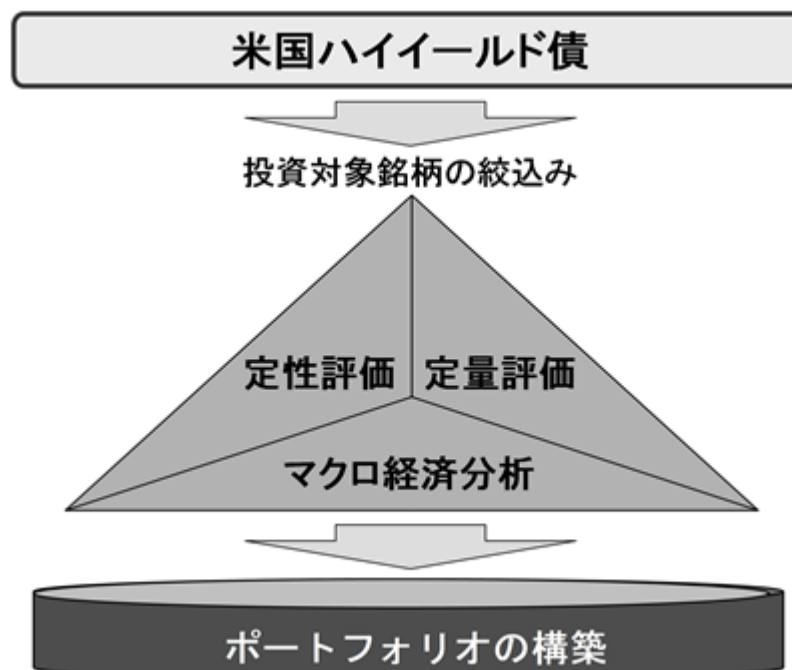 米国ハイイールド債
投資対象銘柄の絞込み
定性評価
定量評価
マクロ経済分析
ポートフォリオの構築